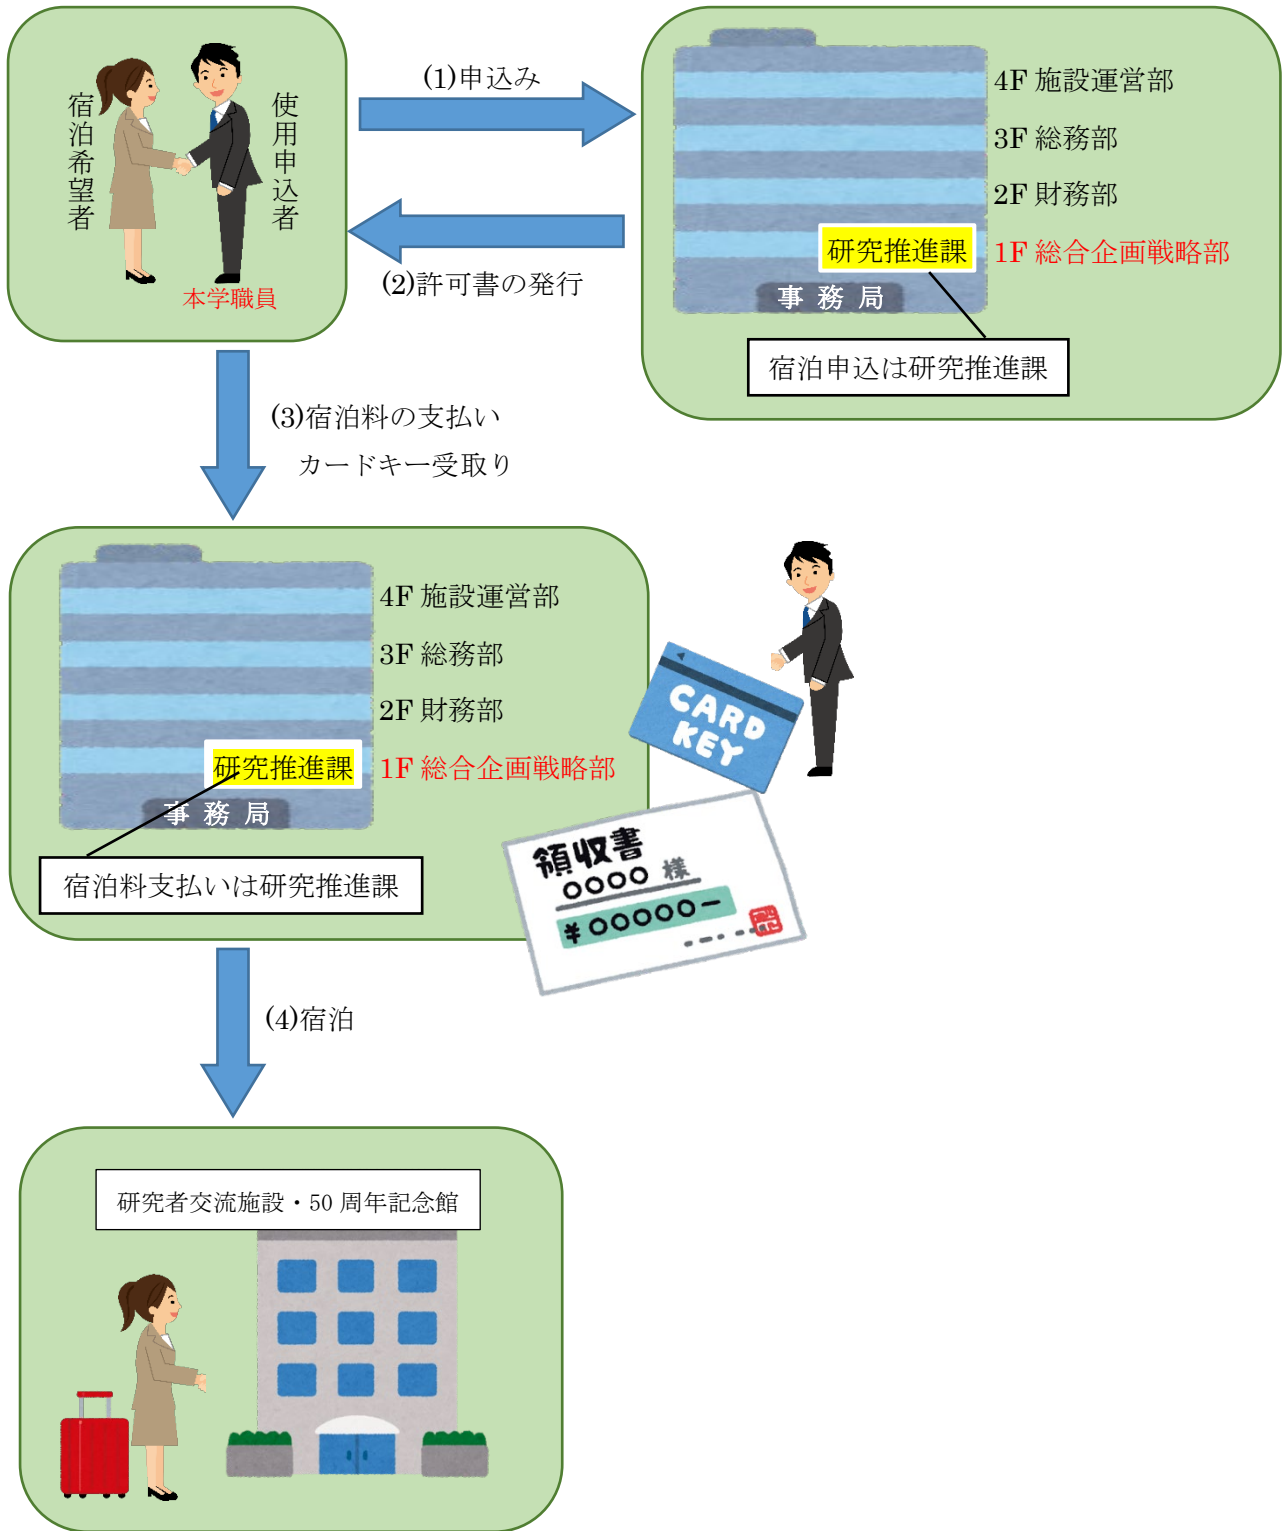 宿泊希望者
使用申込者
本学職員
(1)申込み
(2)許可書の発行
4F 施設運営部
3F 総務部
2F 財務部
研究推進課
1F 総合企画戦略部
事 務 局
宿泊申込は研究推進課
(3)宿泊料の支払い
カードキー受取り
4F 施設運営部
3F 総務部
2F 財務部
研究推進課
1F 総合企画戦略部
事 務 局
宿泊料支払いは研究推進課
CARD
KEY
領収書
○○○○ 様
¥○○○○○−
(4)宿泊
研究者交流施設・50 周年記念館